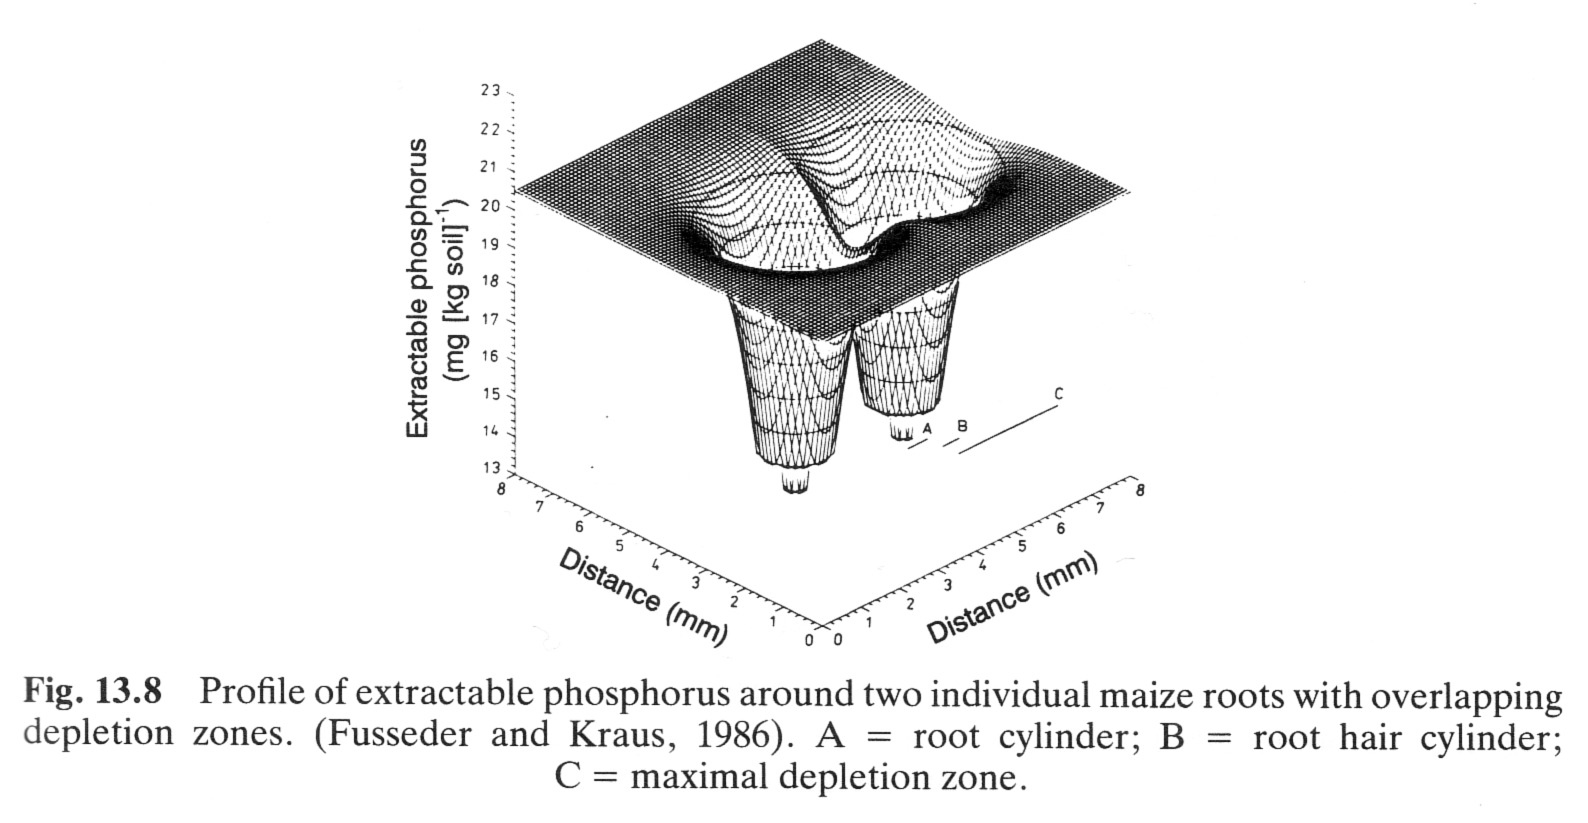 23
22
21
20
19
18
17
16
15
14
13
Extractable phosphorus
(mg [kg soil]⁻¹)
8
7
6
5
4
3
2
1
0
Distance (mm)
0
1
2
3
4
5
6
7
8
Distance (mm)
A
B
C
Fig. 13.8 Profile of extractable phosphorus around two individual maize roots with overlapping
depletion zones. (Fusseder and Kraus, 1986). A = root cylinder; B = root hair cylinder;
C = maximal depletion zone.